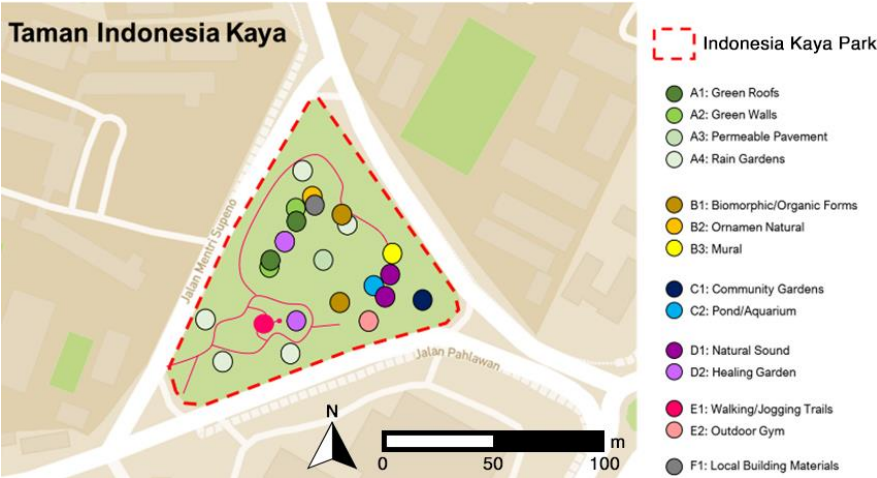 Taman Indonesia Kaya
Indonesia Kaya Park
A1: Green Roofs
A2: Green Walls
A3: Permeable Pavement
A4: Rain Gardens
B1: Biomorphic/Organic Forms
B2: Ornamen Natural
B3: Mural
C1: Community Gardens
C2: Pond/Aquarium
D1: Natural Sound
D2: Healing Garden
E1: Walking/Jogging Trails
E2: Outdoor Gym
F1: Local Building Materials
Jalan Mentri Supeno
Jalan Pahlawan
N
m
0 50 100